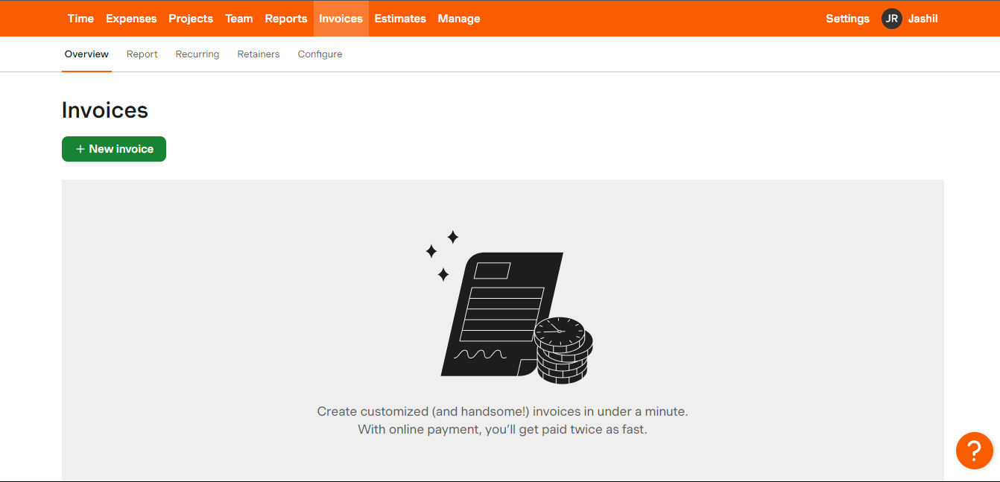 Time Expenses Projects Team Reports Invoices Estimates Manage Settings JR Jashil
Overview Report Recurring Retainers Configure
Invoices
+ New invoice
Create customized (and handsome!) invoices in under a minute.
With online payment, you’ll get paid twice as fast.
?